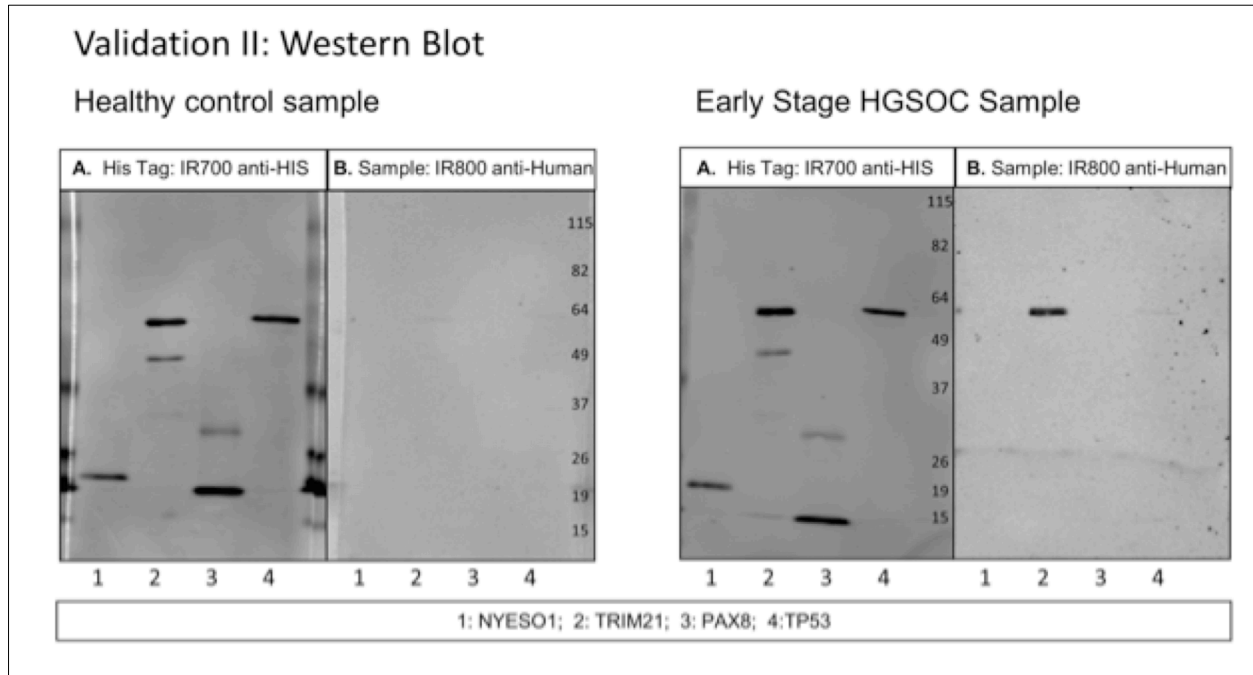 Validation II: Western Blot
Healthy control sample
Early Stage HGSOC Sample
A. His Tag: IR700 anti-HIS
B. Sample: IR800 anti-Human
A. His Tag: IR700 anti-HIS
B. Sample: IR800 anti-Human
115
82
64
49
37
26
19
15
115
82
64
49
37
26
19
15
1 2 3 4 1 2 3 4
1 2 3 4 1 2 3 4
1: NYESO1; 2: TRIM21; 3: PAX8; 4:TP53